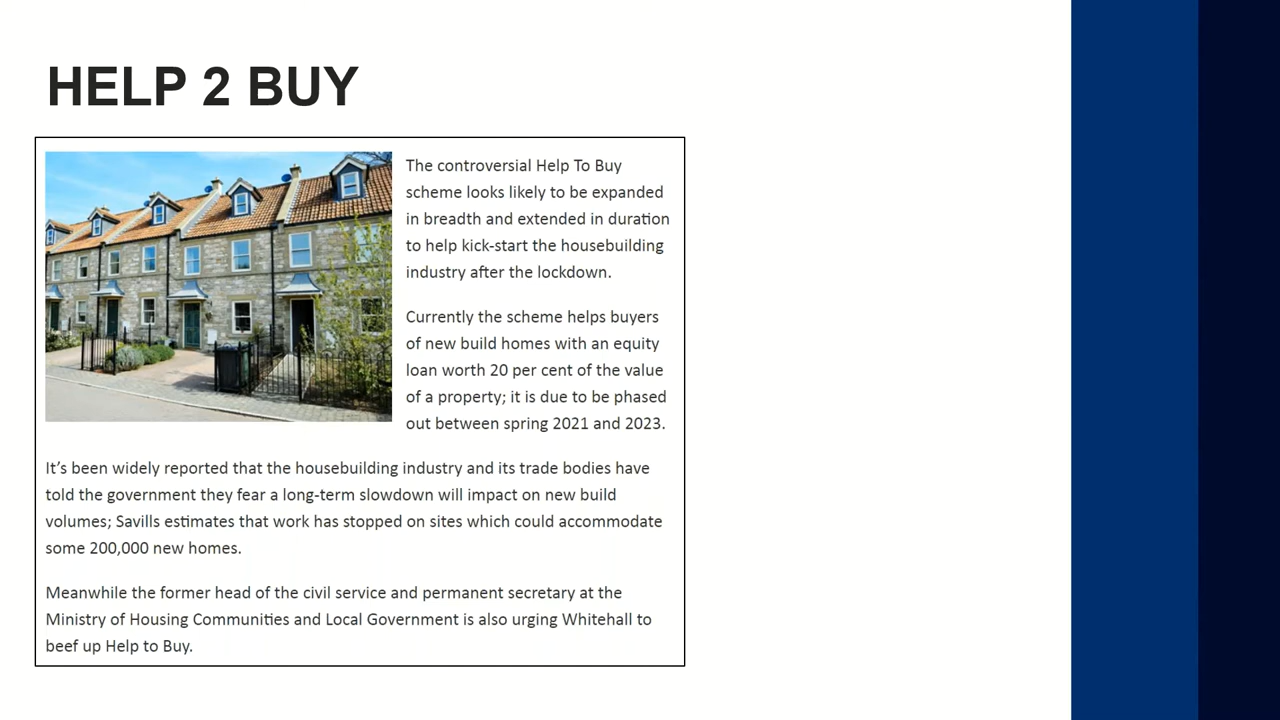 HELP 2 BUY
The controversial Help To Buy
scheme looks likely to be expanded
in breadth and extended in duration
to help kick-start the housebuilding
industry after the lockdown.
Currently the scheme helps buyers
of new build homes with an equity
loan worth 20 per cent of the value
of a property; it is due to be phased
out between spring 2021 and 2023.
It’s been widely reported that the housebuilding industry and its trade bodies have
told the government they fear a long-term slowdown will impact on new build
volumes; Savills estimates that work has stopped on sites which could accommodate
some 200,000 new homes.
Meanwhile the former head of the civil service and permanent secretary at the
Ministry of Housing Communities and Local Government is also urging Whitehall to
beef up Help to Buy.